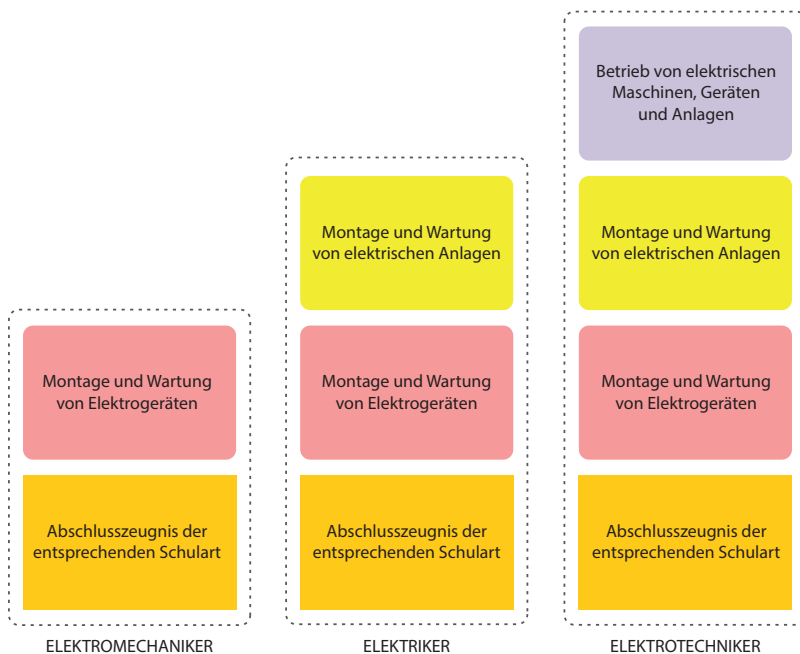 Betrieb von elektrischen
Maschinen, Geräten
und Anlagen
Montage und Wartung
von elektrischen Anlagen
Montage und Wartung
von elektrischen Anlagen
Montage und Wartung
von Elektrogeräten
Montage und Wartung
von Elektrogeräten
Montage und Wartung
von Elektrogeräten
Abschlusszeugnis der
entsprechenden Schulart
Abschlusszeugnis der
entsprechenden Schulart
Abschlusszeugnis der
entsprechenden Schulart
ELEKTROMECHANIKER
ELEKTRIKER
ELEKTROTECHNIKER